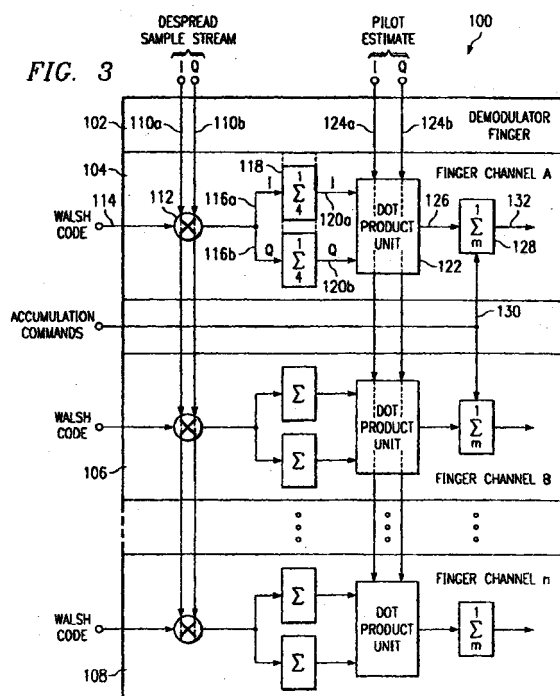 DESPREAD
SAMPLE STREAM
PILOT
ESTIMATE
100
FIG. 3
I Q
I Q
102
110a
110b
124a
124b
DEMODULATOR
FINGER
104
118
FINGER CHANNEL A
WALSH
CODE
114
112
116a
I
1
Σ
4
I
120a
DOT
PRODUCT
UNIT
126
1
Σ
m
132
128
116b
Q
1
Σ
4
Q
120b
122
130
ACCUMULATION
COMMANDS
WALSH
CODE
Σ
Σ
DOT
PRODUCT
UNIT
1
Σ
m
106
FINGER CHANNEL B
FINGER CHANNEL n
WALSH
CODE
Σ
Σ
DOT
PRODUCT
UNIT
1
Σ
m
108